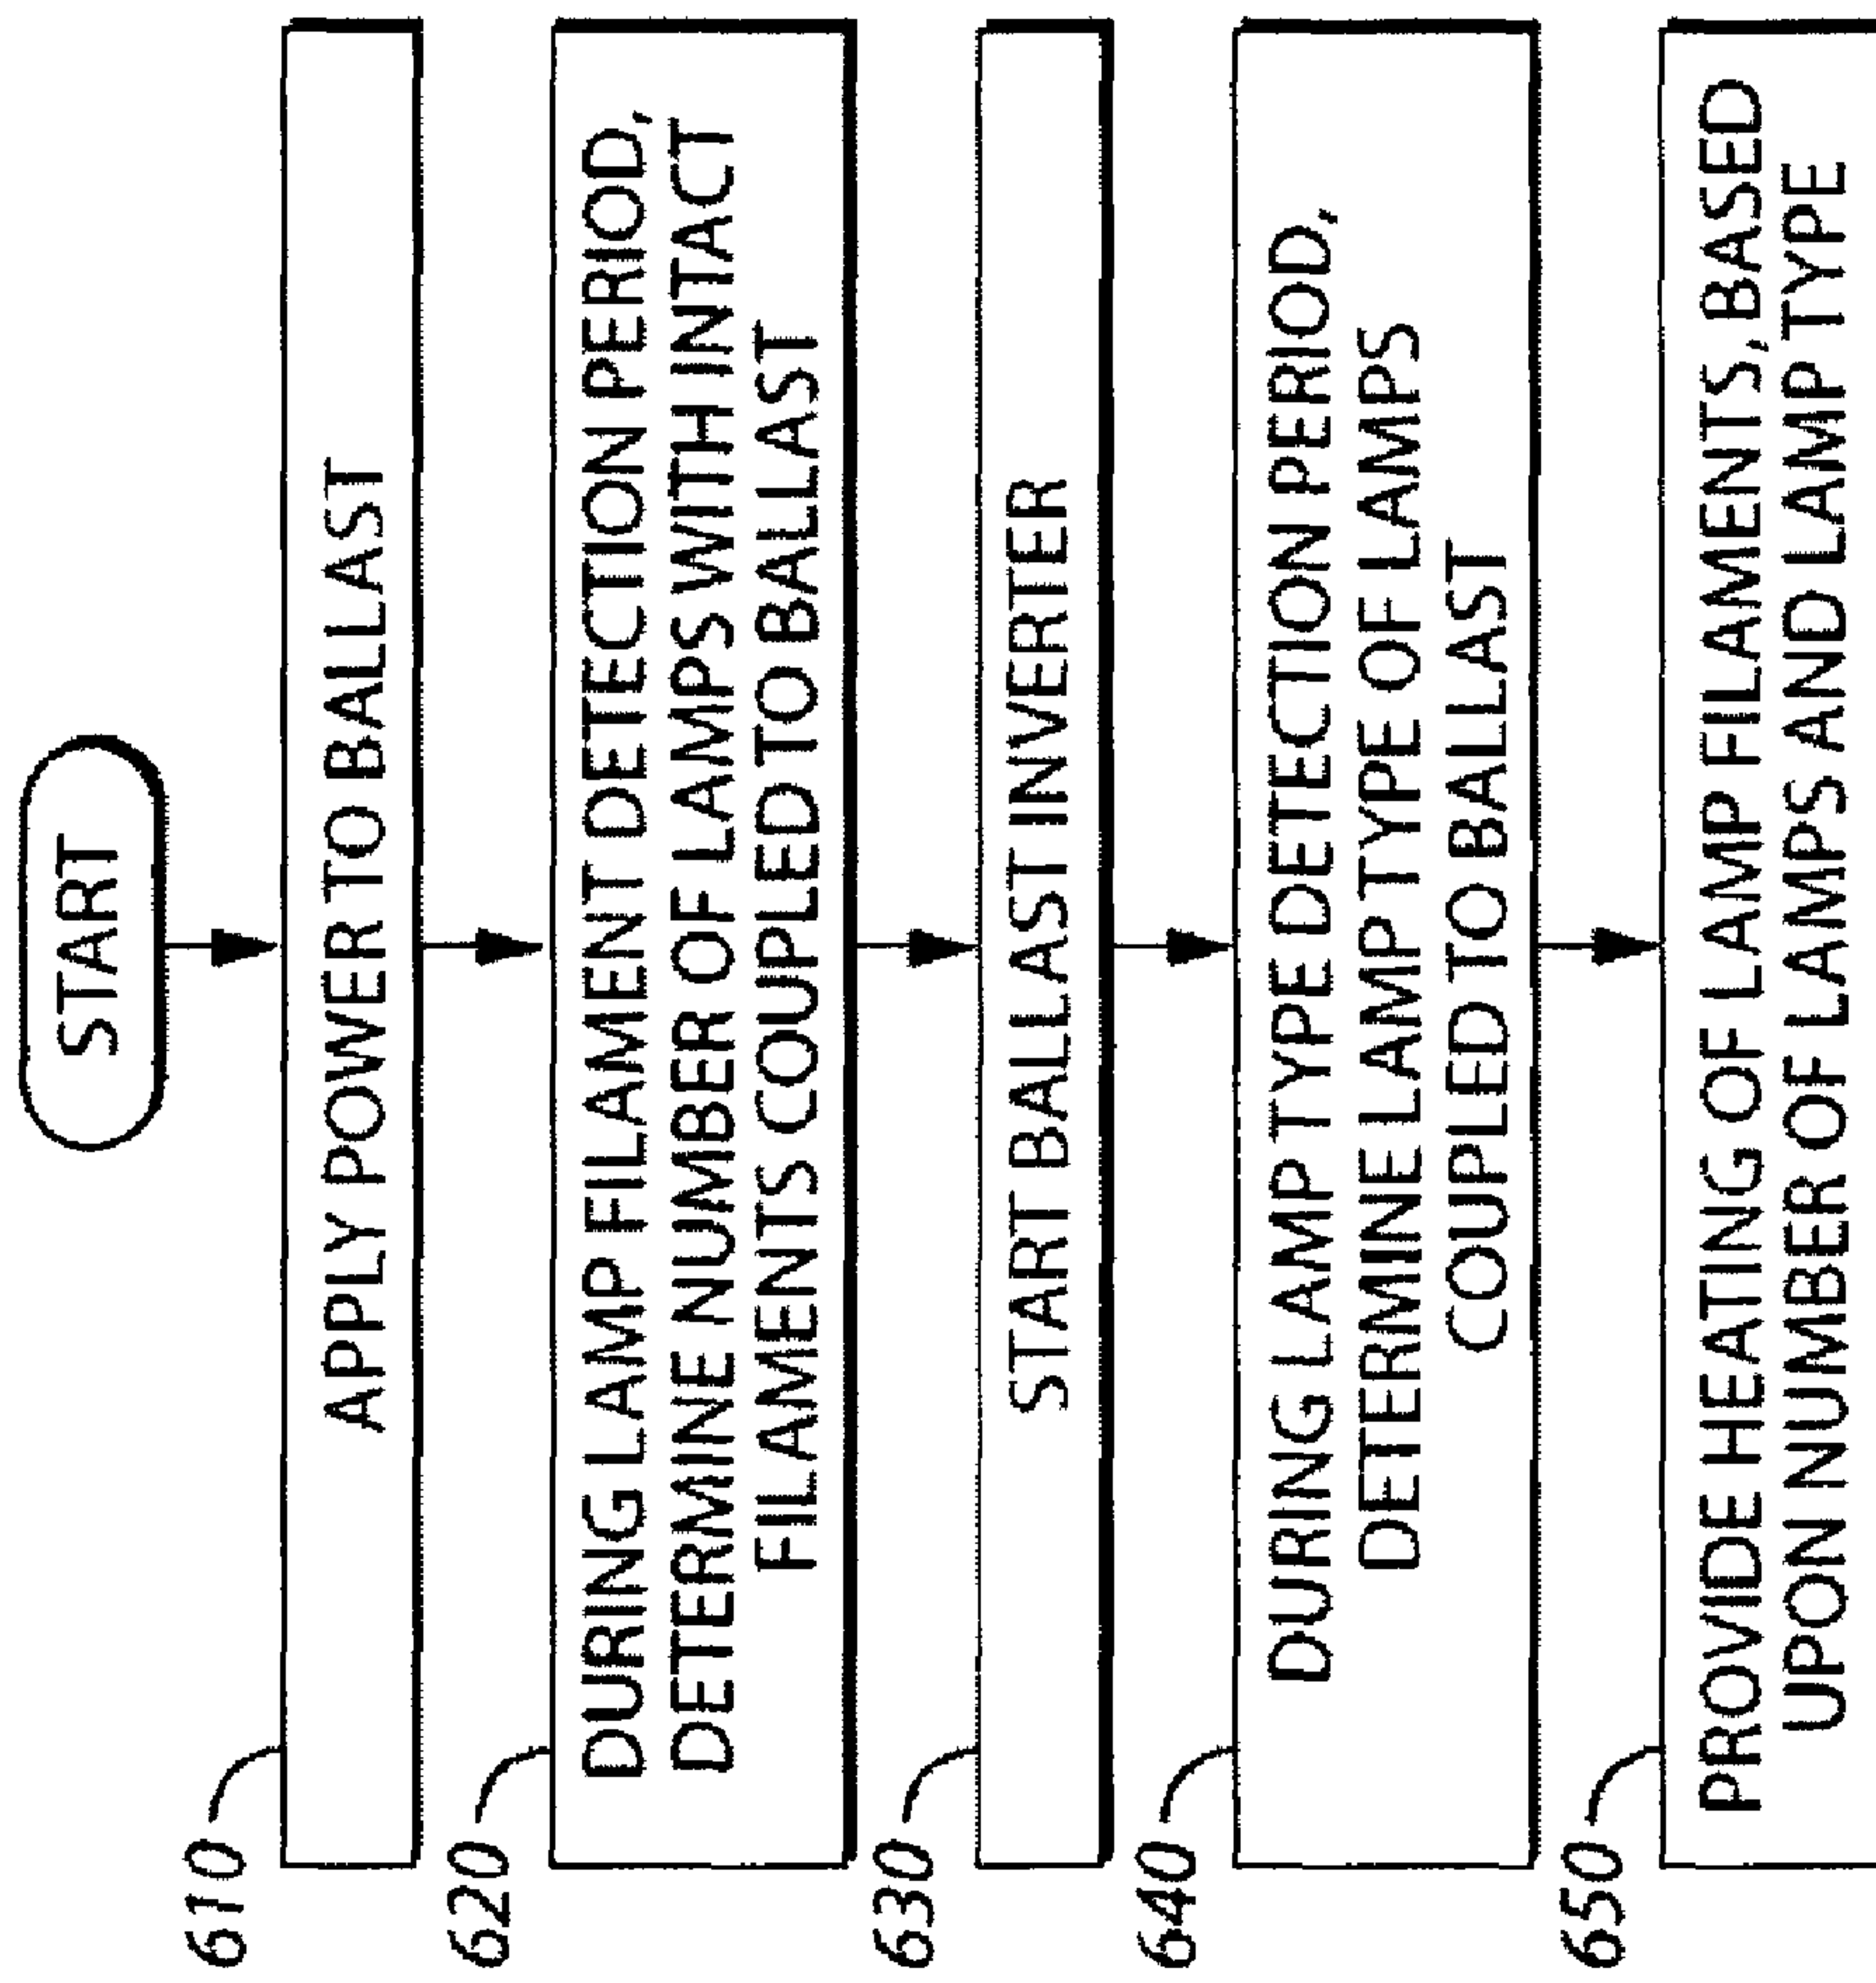 START
610
APPLY POWER TO BALLAST
620
DURING LAMP FILAMENT DETECTION PERIOD,
DETERMINE NUMBER OF LAMPS WITH INTACT
FILAMENTS COUPLED TO BALLAST
630
START BALLAST INVERTER
640
DURING LAMP TYPE DETECTION PERIOD,
DETERMINE LAMP TYPE OF LAMPS
COUPLED TO BALLAST
650
PROVIDE HEATING OF LAMP FILAMENTS, BASED
UPON NUMBER OF LAMPS AND LAMP TYPE